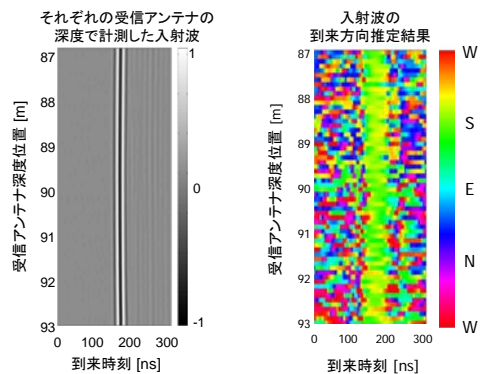 それぞれの受信アンテナの
深度で計測した入射波
受信アンテナ深度位置 [m]
87
88
89
90
91
92
93
0 100 200 300
到来時刻 [ns]
1
0
-1
入射波の
到来方向推定結果
受信アンテナ深度位置 [m]
87
88
89
90
91
92
93
0 100 200 300
到来時刻 [ns]
W
S
E
N
W